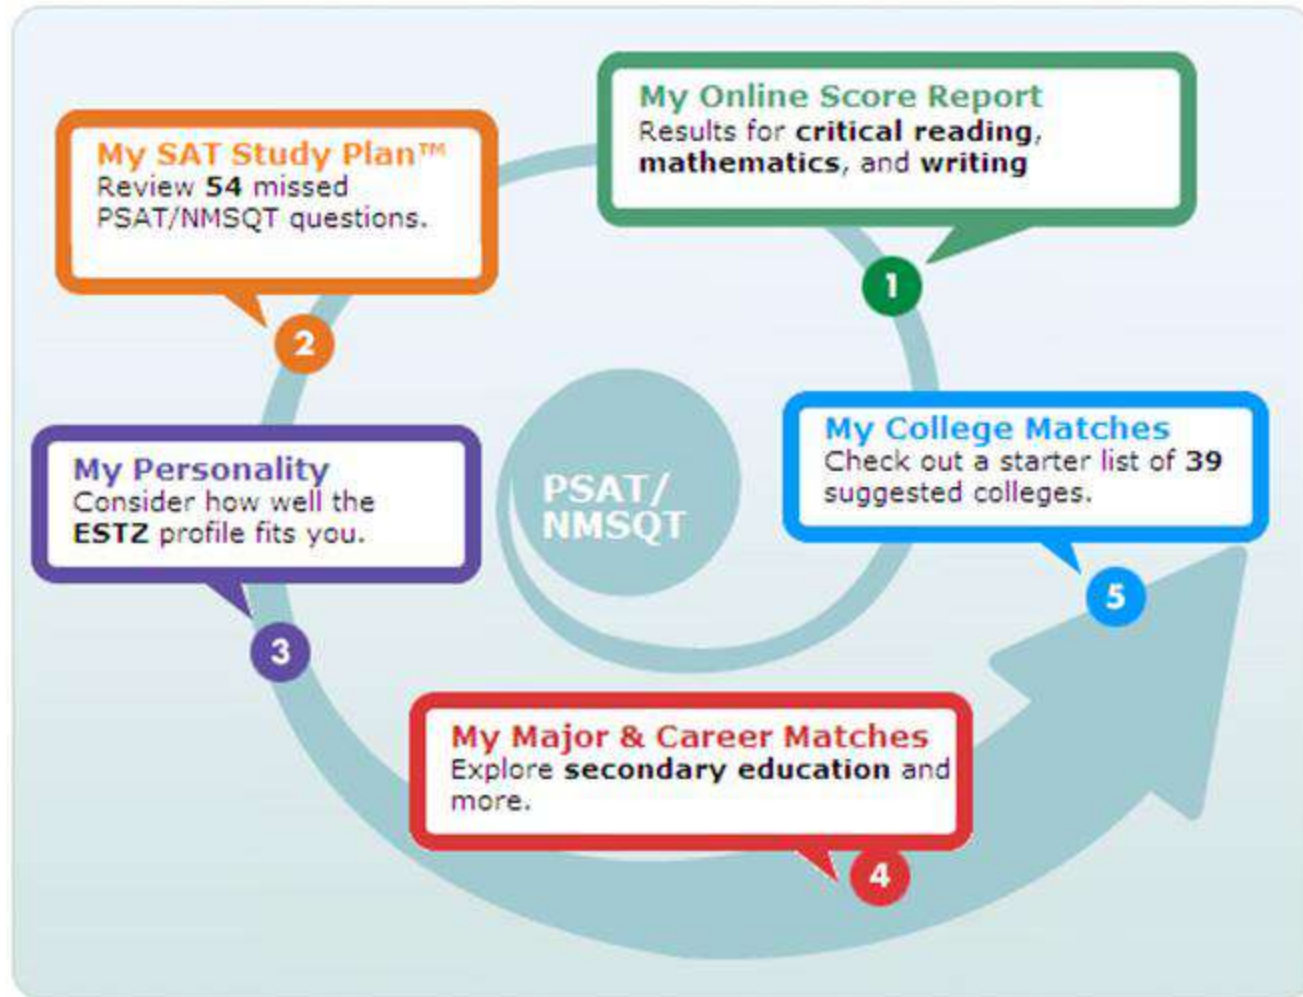 My Online Score Report
Results for critical reading,
mathematics, and writing
1
My SAT Study Plan™
Review 54 missed
PSAT/NMSQT questions.
2
My Personality
Consider how well the
ESTZ profile fits you.
3
PSAT/
NMSQT
My Major & Career Matches
Explore secondary education and
more.
4
My College Matches
Check out a starter list of 39
suggested colleges.
5